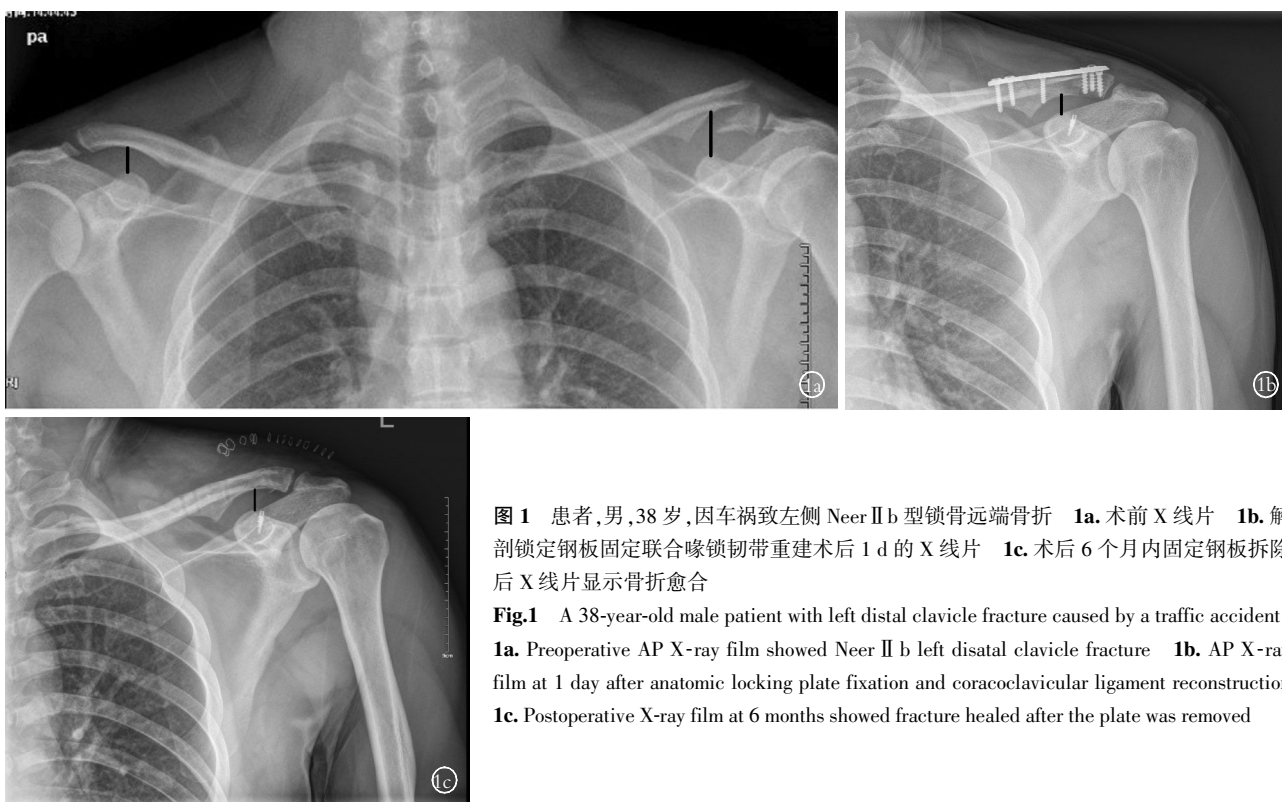 pa
1a
1b
L
1c
图 1 患者,男,38 岁,因车祸致左侧 Neer Ⅱ b 型锁骨远端骨折 1a. 术前 X 线片 1b. 解
剖锁定钢板固定联合喙锁韧带重建术后 1 d 的 X 线片 1c. 术后 6 个月内固定钢板拆除
后 X 线片显示骨折愈合
Fig.1 A 38-year-old male patient with left distal clavicle fracture caused by a traffic accident
1a. Preoperative AP X-ray film showed Neer Ⅱ b left disatal clavicle fracture 1b. AP X-ray
film at 1 day after anatomic locking plate fixation and coracoclavicular ligament reconstruction
1c. Postoperative X-ray film at 6 months showed fracture healed after the plate was removed